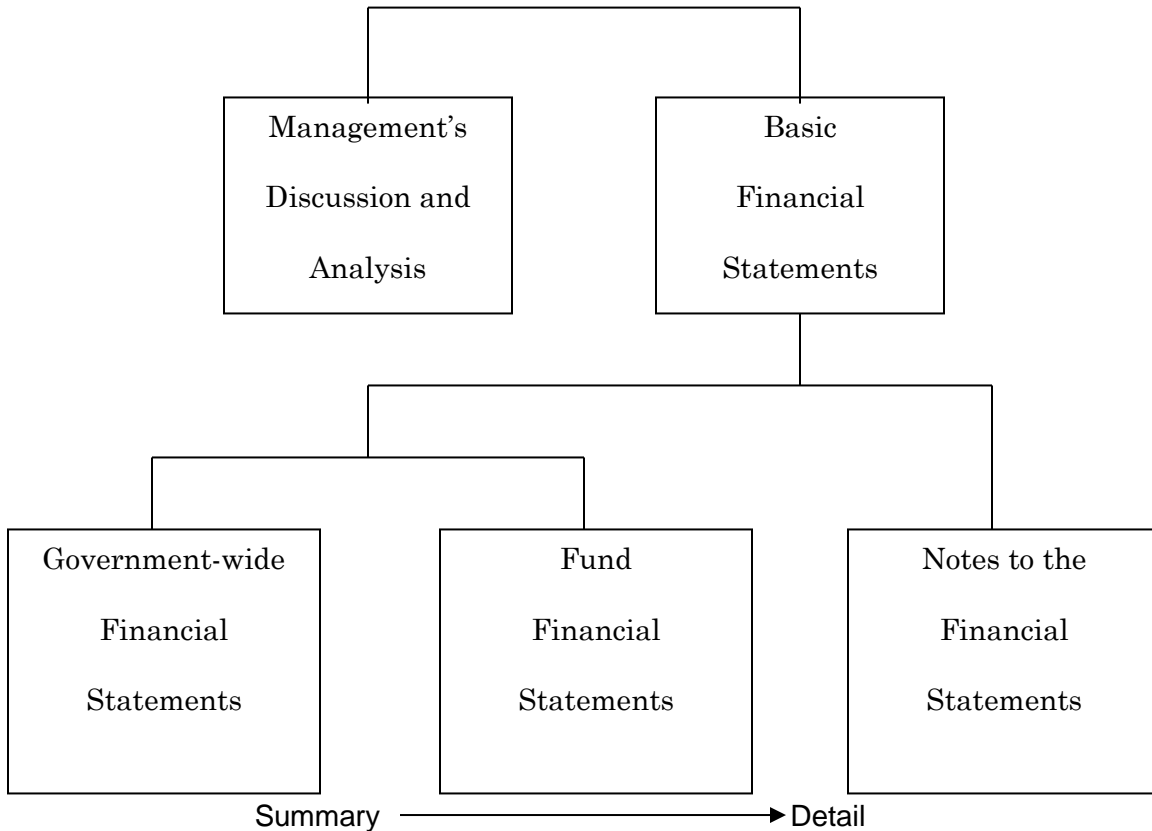 Management’s
Discussion and
Analysis
Basic
Financial
Statements
Government-wide
Financial
Statements
Fund
Financial
Statements
Notes to the
Financial
Statements
Summary
Detail